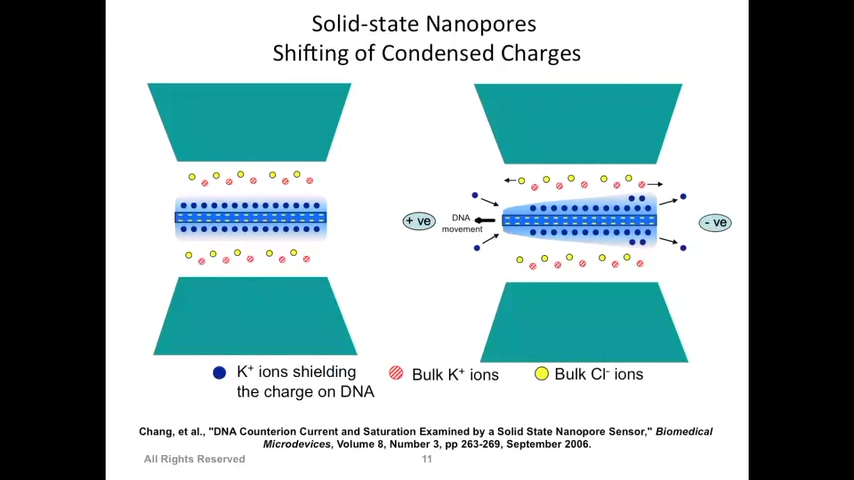 Solid-state Nanopores
Shifting of Condensed Charges
+ ve
DNA
movement
- ve
K⁺ ions shielding
the charge on DNA
Bulk K⁺ ions
Bulk Cl⁻ ions
Chang, et al., "DNA Counterion Current and Saturation Examined by a Solid State Nanopore Sensor," Biomedical
Microdevices, Volume 8, Number 3, pp 263-269, September 2006.
All Rights Reserved
11